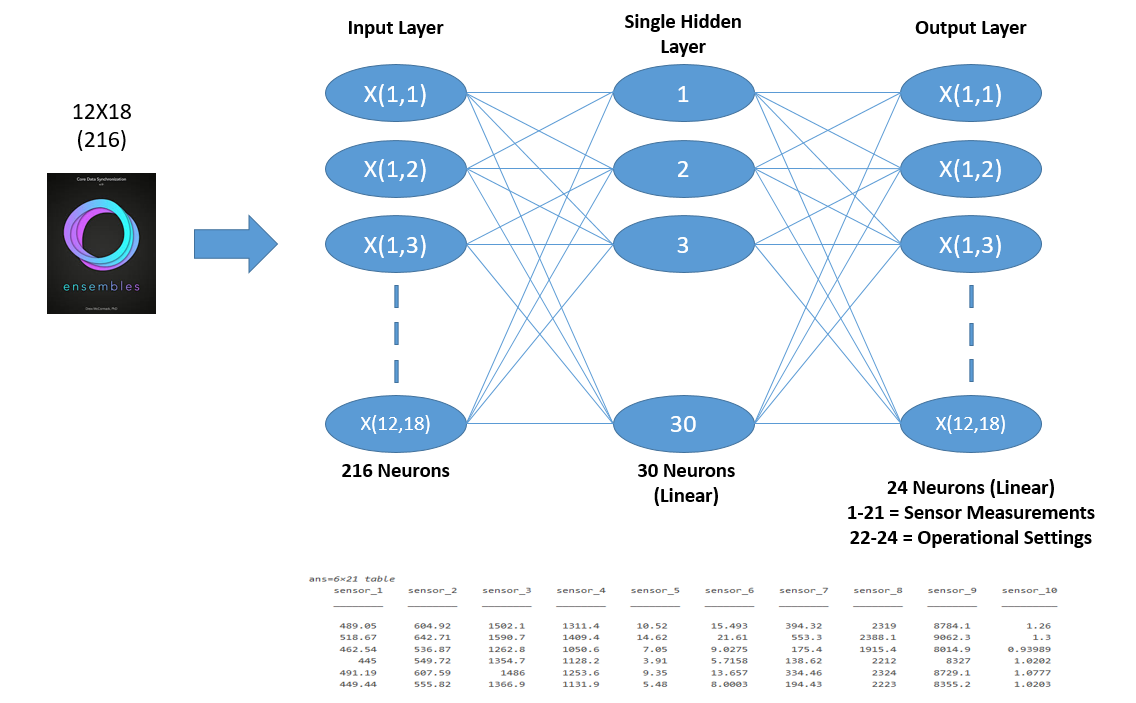 Input Layer
Single Hidden
Layer
Output Layer
12X18
(216)
Core Data Synchronization
ensembles
Drew McCormack, PhD
X(1,1)
1
X(1,1)
X(1,2)
2
X(1,2)
X(1,3)
3
X(1,3)
X(12,18)
30
X(12,18)
216 Neurons
30 Neurons
(Linear)
24 Neurons (Linear)
1-21 = Sensor Measurements
22-24 = Operational Settings
ans=6×21 table
sensor_1 sensor_2 sensor_3 sensor_4 sensor_5 sensor_6 sensor_7 sensor_8 sensor_9 sensor_10
489.05 604.92 1502.1 1311.4 10.52 15.493 394.32 2319 8784.1 1.26
518.67 642.71 1590.7 1409.4 14.62 21.61 553.3 2388.1 9062.3 1.3
462.54 536.87 1262.8 1050.6 7.05 9.0275 175.4 1915.4 8014.9 0.93989
445 549.72 1354.7 1128.2 3.91 5.7158 138.62 2212 8327 1.0202
491.19 607.59 1486 1253.6 9.35 13.657 334.46 2324 8729.1 1.0777
449.44 555.82 1366.9 1131.9 5.48 8.0003 194.43 2223 8355.2 1.0203